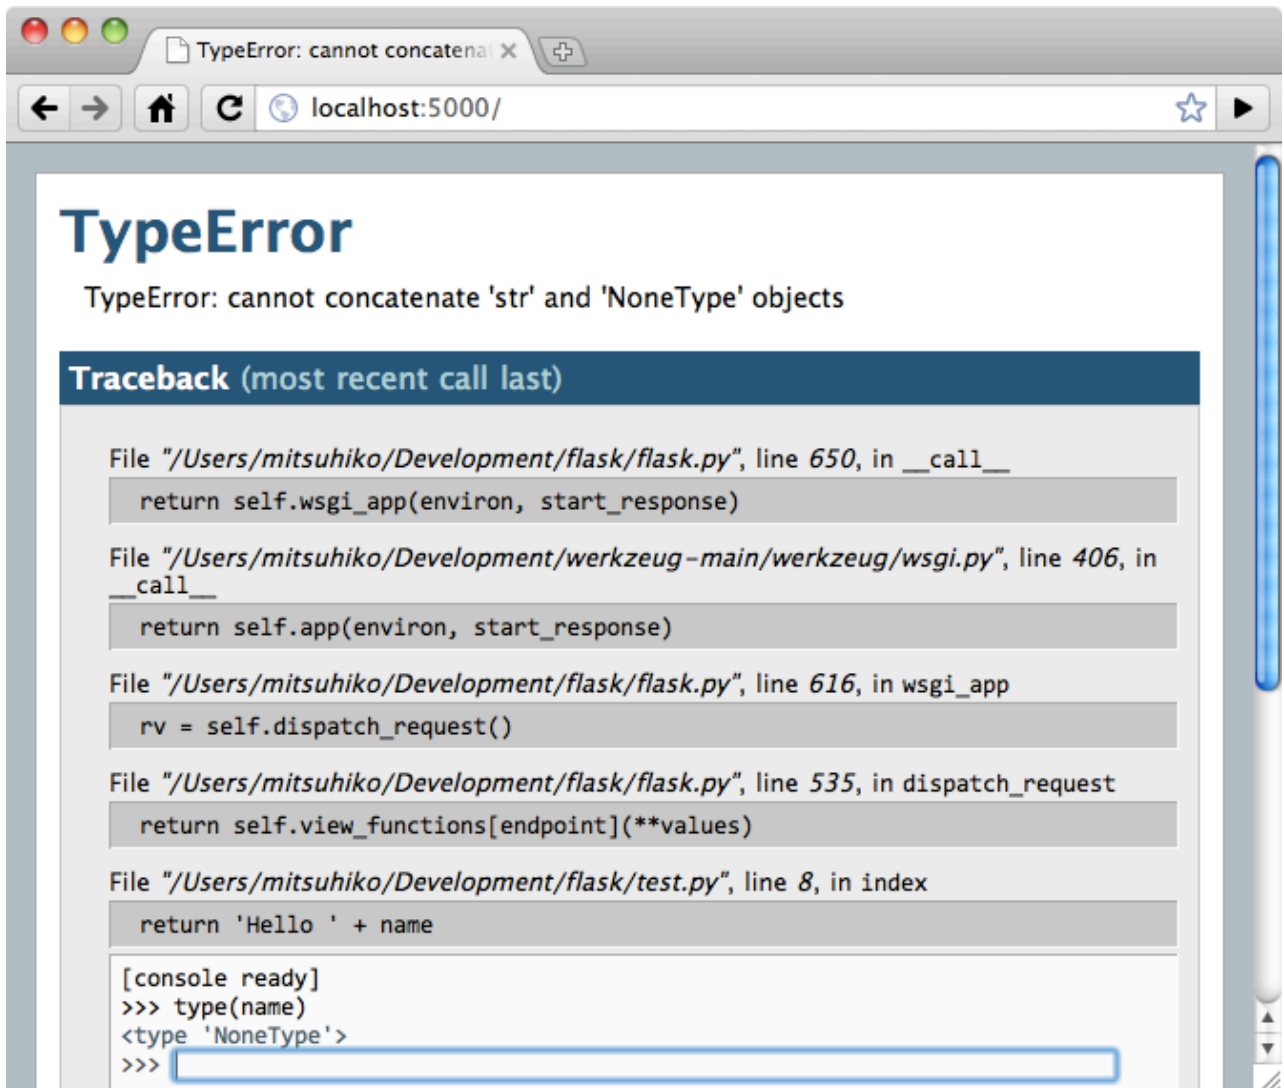 TypeError: cannot concatenat
localhost:5000/
TypeError
TypeError: cannot concatenate 'str' and 'NoneType' objects
Traceback (most recent call last)
File "/Users/mitsuhiko/Development/flask/flask.py", line 650, in __call__
return self.wsgi_app(environ, start_response)
File "/Users/mitsuhiko/Development/werkzeug-main/werkzeug/wsgi.py", line 406, in
__call__
return self.app(environ, start_response)
File "/Users/mitsuhiko/Development/flask/flask.py", line 616, in wsgi_app
rv = self.dispatch_request()
File "/Users/mitsuhiko/Development/flask/flask.py", line 535, in dispatch_request
return self.view_functions[endpoint](**values)
File "/Users/mitsuhiko/Development/flask/test.py", line 8, in index
return 'Hello ' + name
[console ready]
>>> type(name)
<type 'NoneType'>
>>>